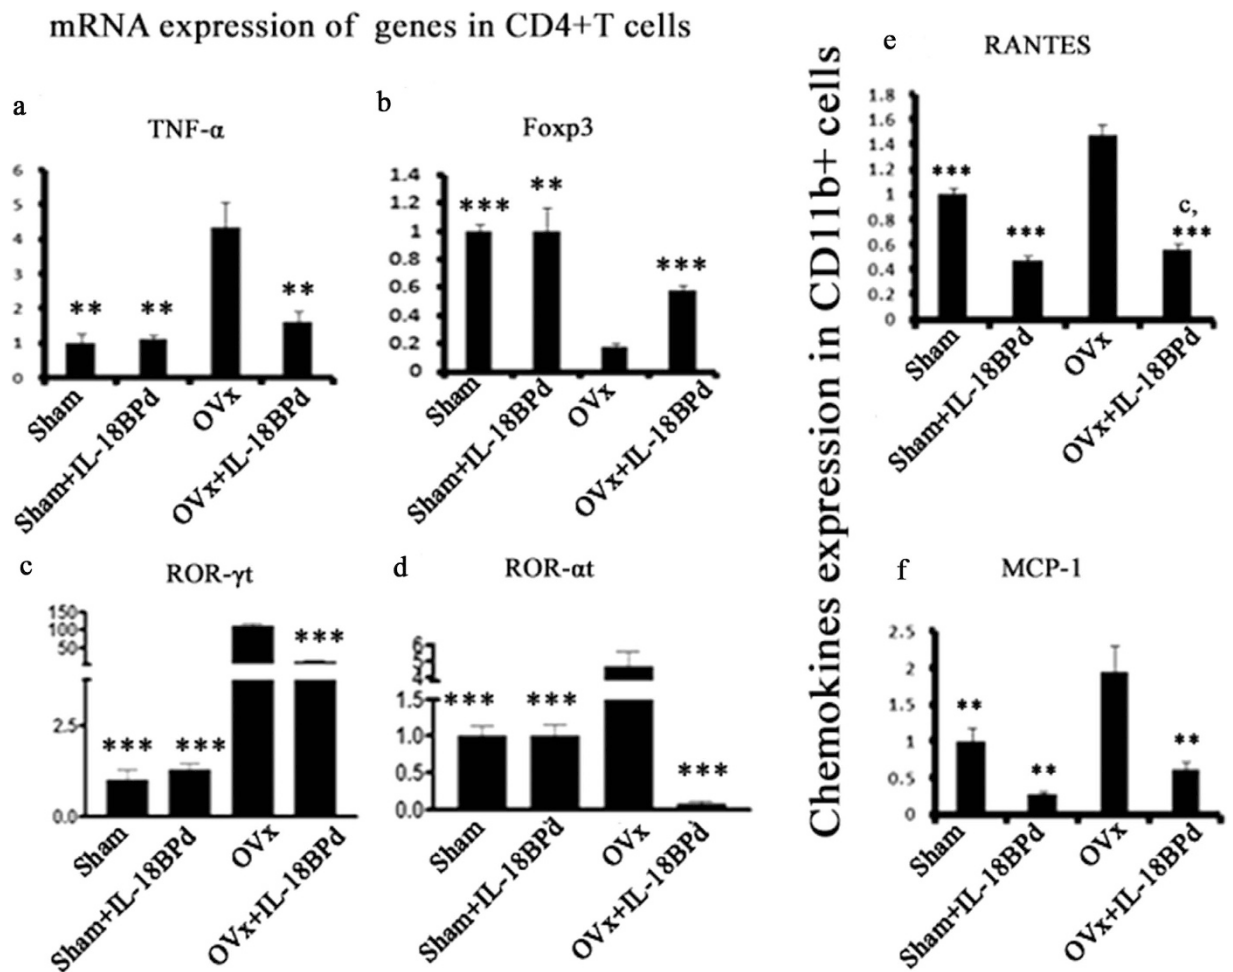 mRNA expression of genes in CD4+T cells
a
TNF-α
6
5
4
3
2
1
0
** ** **
Sham
Sham+IL-18BPd
OVx
OVx+IL-18BPd
b
Foxp3
1.4
1.2
1
0.8
0.6
0.4
0.2
0
*** ** ***
Sham
Sham+IL-18BPd
OVx
OVx+IL-18BPd
c
ROR-γt
150
100
50
2.5
0.0
*** *** ***
Sham
Sham+IL-18BPd
OVx
OVx+IL-18BPd
d
ROR-αt
6
5
4
1.5
1.0
0.5
0.0
*** *** ***
Sham
Sham+IL-18BPd
OVx
OVx+IL-18BPd
Chemokines expression in CD11b+ cells
e
RANTES
1.8
1.6
1.4
1.2
1
0.8
0.6
0.4
0.2
0
*** *** c, ***
Sham
Sham+IL-18BPd
OVx
OVx+IL-18BPd
f
MCP-1
2.5
2
1.5
1
0.5
0
** ** **
Sham
Sham+IL-18BPd
OVx
OVx+IL-18BPd